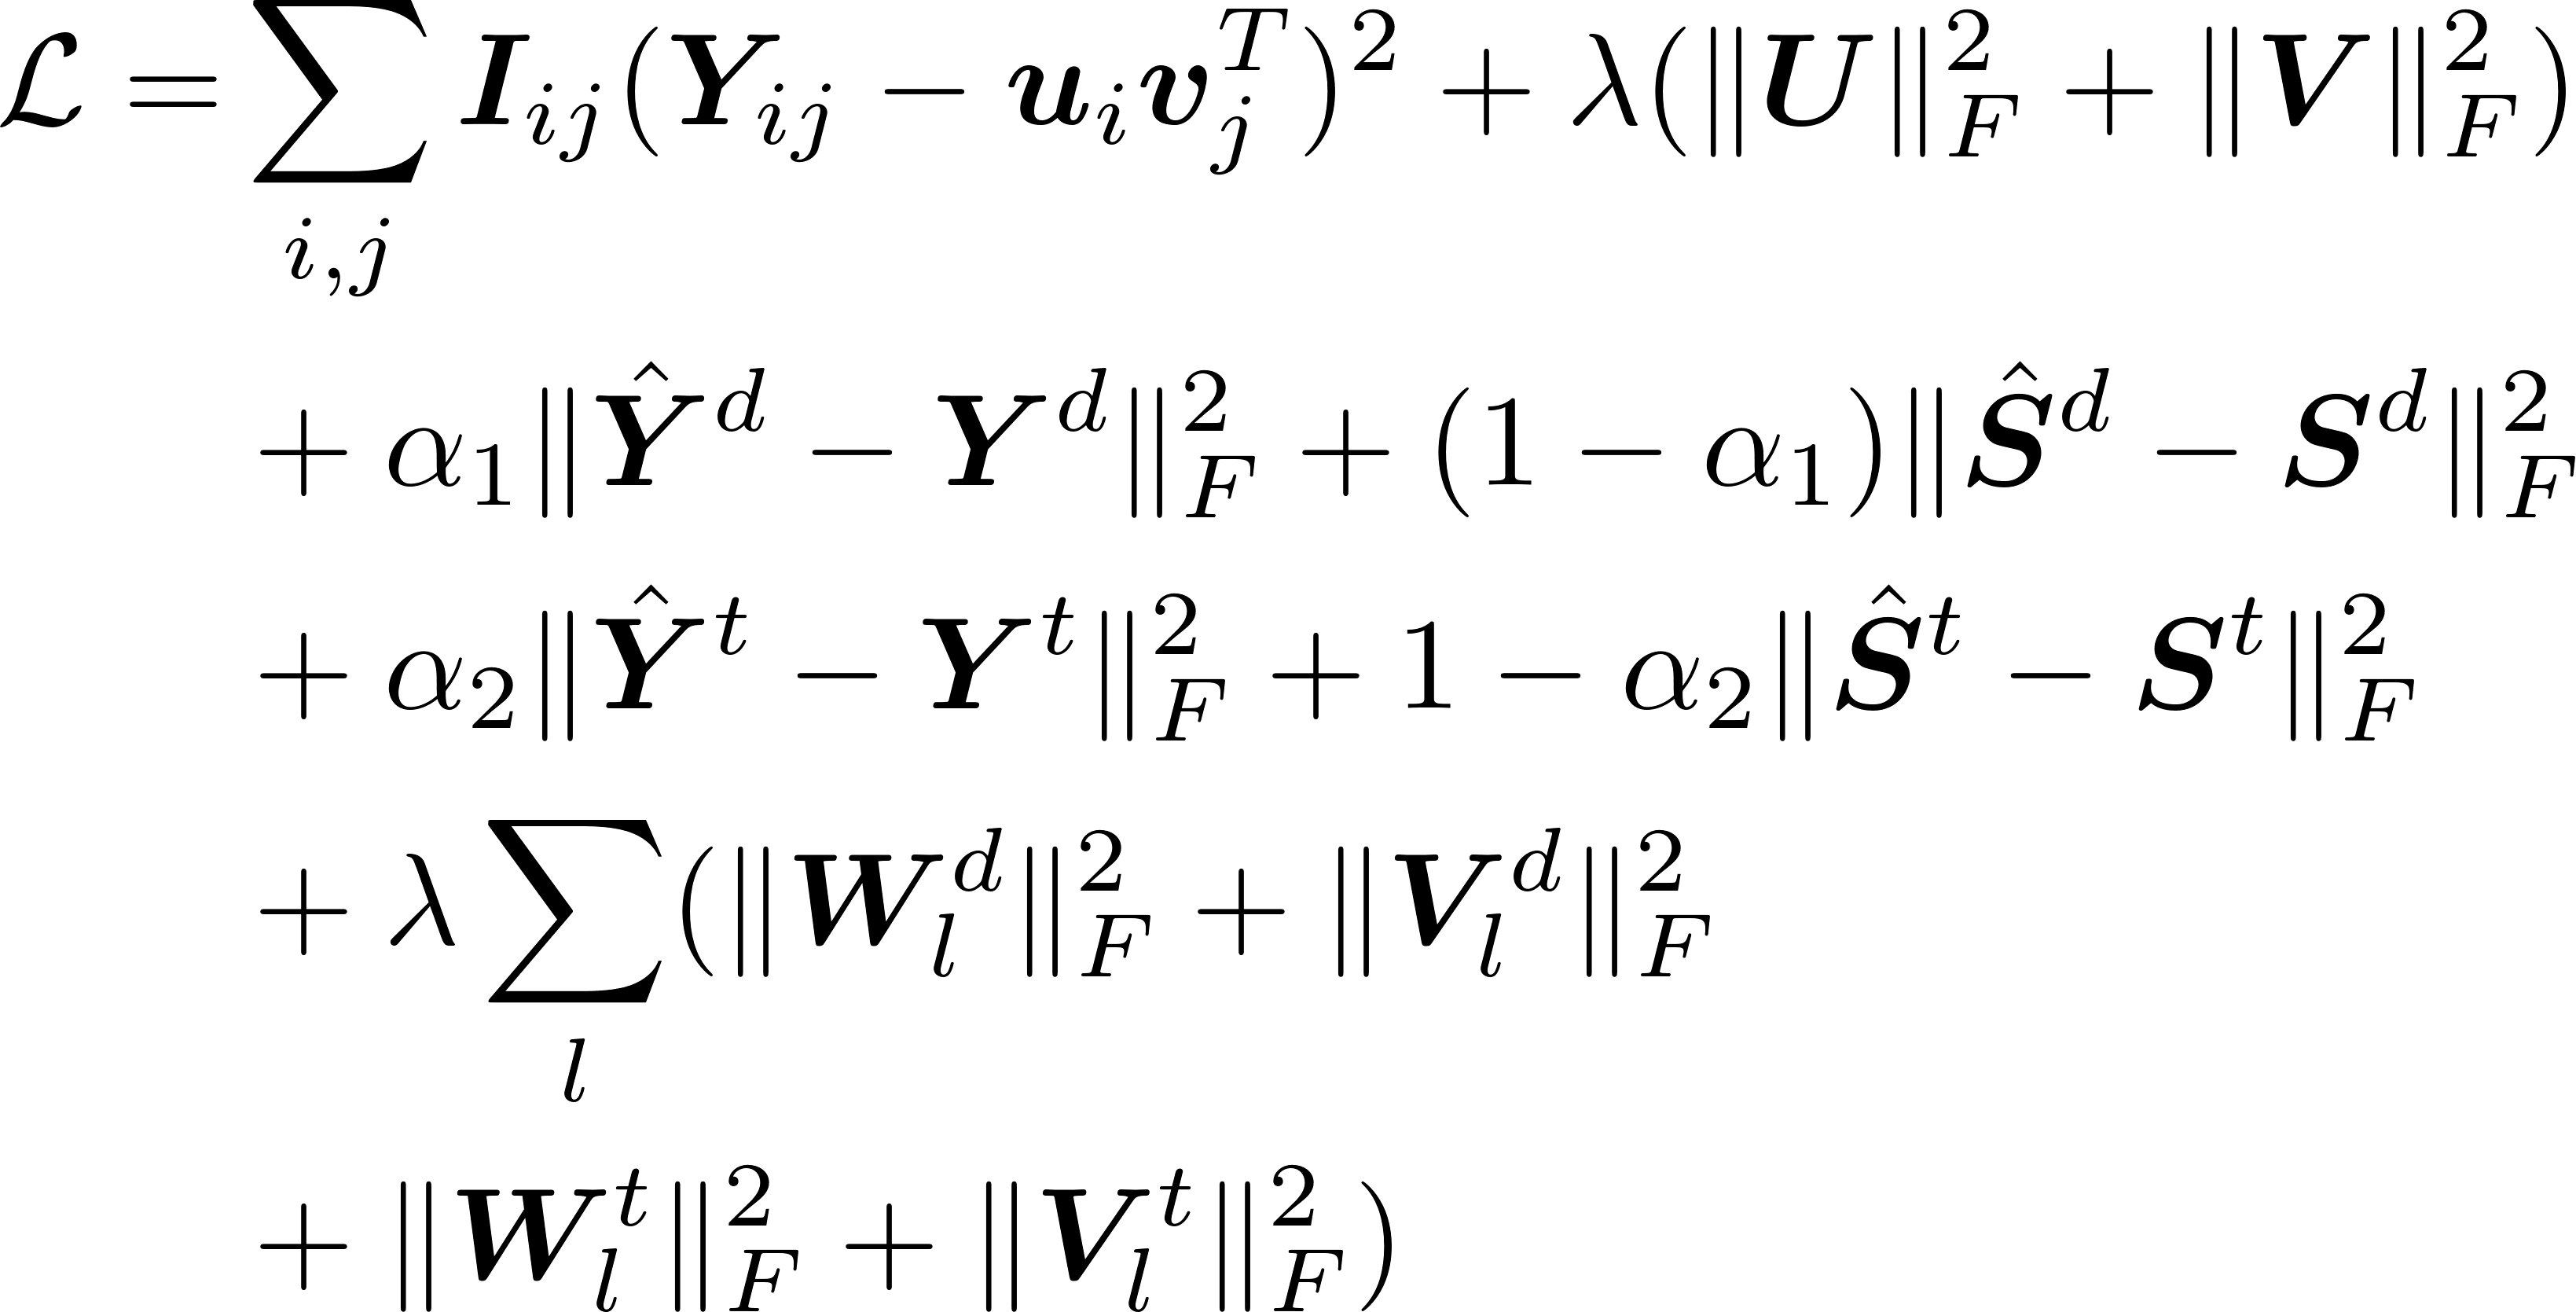 \mathcal{L} = \sum_{i,j} \boldsymbol{I}_{ij}(\boldsymbol{Y}_{ij} - \boldsymbol{u}_i \boldsymbol{v}_j^T)^2 + \lambda(\|\boldsymbol{U}\|_F^2 + \|\boldsymbol{V}\|_F^2)
+ \alpha_1 \|\hat{\boldsymbol{Y}}^d - \boldsymbol{Y}^d\|_F^2 + (1 - \alpha_1)\|\hat{\boldsymbol{S}}^d - \boldsymbol{S}^d\|_F^2
+ \alpha_2 \|\hat{\boldsymbol{Y}}^t - \boldsymbol{Y}^t\|_F^2 + 1 - \alpha_2 \|\hat{\boldsymbol{S}}^t - \boldsymbol{S}^t\|_F^2
+ \lambda \sum_l (\|\boldsymbol{W}_l^d\|_F^2 + \|\boldsymbol{V}_l^d\|_F^2
+ \|\boldsymbol{W}_l^t\|_F^2 + \|\boldsymbol{V}_l^t\|_F^2)